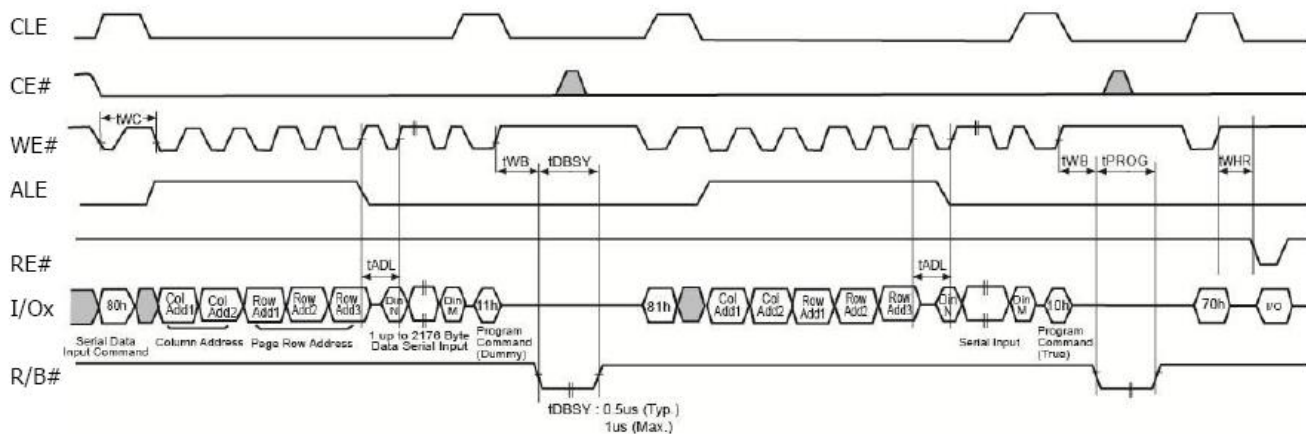 CLE
CE#
tWC
WE#
tWB tDBSY tWB tPROG tWHR
ALE
RE#
tADL tADL
I/Ox 80h Col Add1 Col Add2 Row Add1 Row Add2 Row Add3 Din N Din M 11h 81h Col Add1 Col Add2 Row Add1 Row Add2 Row Add3 Din N Din M 10h 70h I/O
Serial Data Input Command Column Address Page Row Address 1 up to 2176 Byte Data Serial Input Program Command (Dummy) Serial Input Program Command (True)
R/B#
tDBSY : 0.5us (Typ.)
1us (Max.)